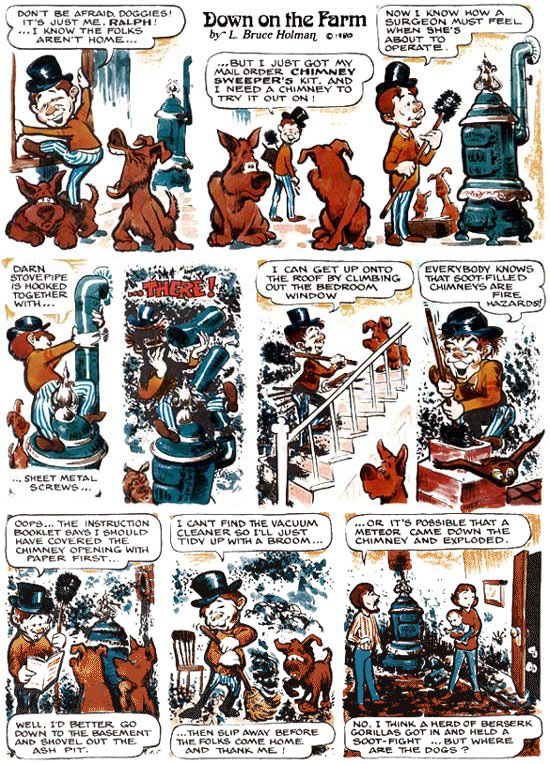 DON'T BE AFRAID, DOGGIES!
IT'S JUST ME, RALPH!
...I KNOW THE FOLKS
AREN'T HOME...
Down on the Farm
by L. Bruce Holman © 1980
...BUT I JUST GOT MY
MAIL ORDER CHIMNEY
SWEEPER'S KIT. AND
I NEED A CHIMNEY TO
TRY IT OUT ON!
NOW I KNOW HOW A
SURGEON MUST FEEL
WHEN SHE'S
ABOUT TO
OPERATE.
DARN
STOVEPIPE
IS HOOKED
TOGETHER
WITH...
...SHEET METAL
SCREWS...
...THERE!
I CAN GET UP ONTO
THE ROOF BY CLIMBING
OUT THE BEDROOM
WINDOW
EVERYBODY KNOWS
THAT SOOT-FILLED
CHIMNEYS ARE
FIRE
HAZARDS!
OOPS... THE INSTRUCTION
BOOKLET SAYS I SHOULD
HAVE COVERED THE
CHIMNEY OPENING WITH
PAPER FIRST...
WELL, I'D BETTER GO
DOWN TO THE BASEMENT
AND SHOVEL OUT THE
ASH PIT.
I CAN'T FIND THE VACUUM
CLEANER SO I'LL JUST
TIDY UP WITH A BROOM...
...THEN SLIP AWAY BEFORE
THE FOLKS COME HOME
AND THANK ME!
...OR IT'S POSSIBLE THAT A
METEOR CAME DOWN THE
CHIMNEY AND EXPLODED.
NO, I THINK A HERD OF BERSERK
GORILLAS GOT IN AND HELD A
SOOT-FIGHT ...BUT WHERE
ARE THE DOGS?